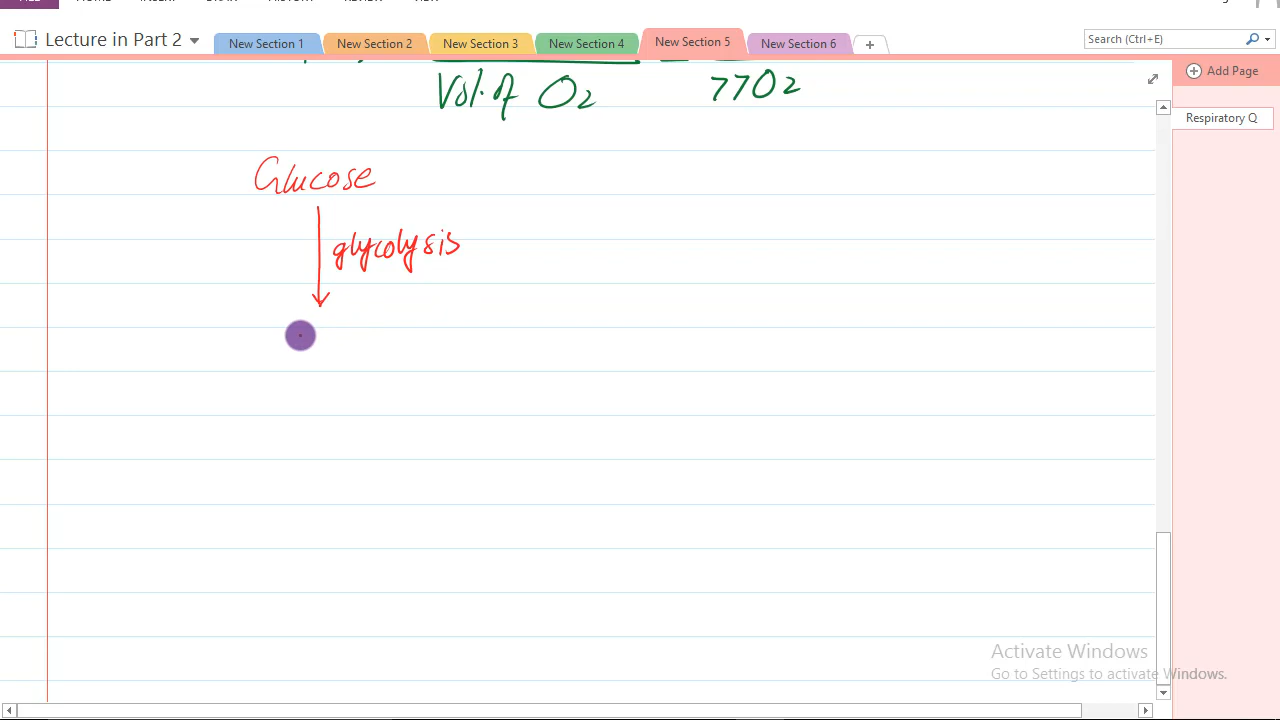 Lecture in Part 2
New Section 1
New Section 2
New Section 3
New Section 4
New Section 5
New Section 6
Search (Ctrl+E)
Add Page
Respiratory Q
Vol. of O2
77O2
Glucose
glycolysis
Activate Windows
Go to Settings to activate Windows.